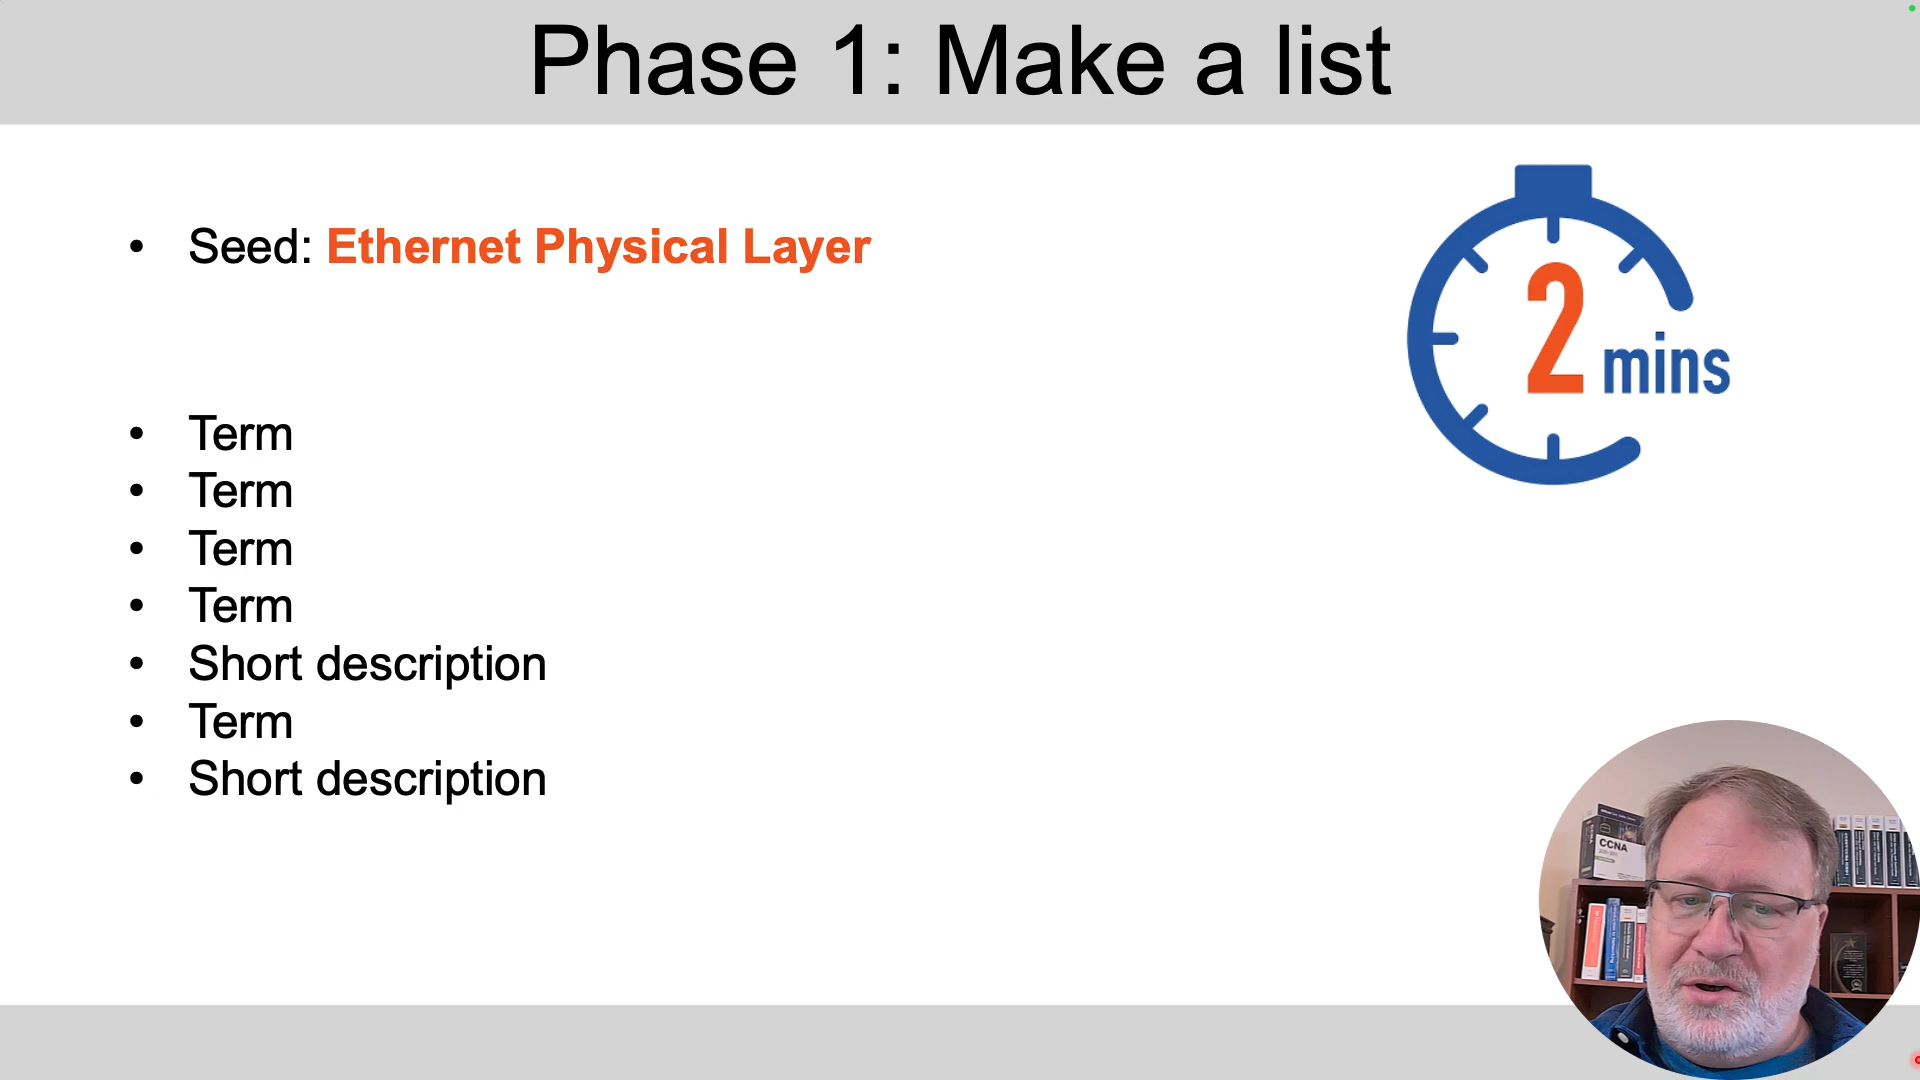 Phase 1: Make a list
• Seed: Ethernet Physical Layer
2 mins
• Term
• Term
• Term
• Term
• Short description
• Term
• Short description
CCNA